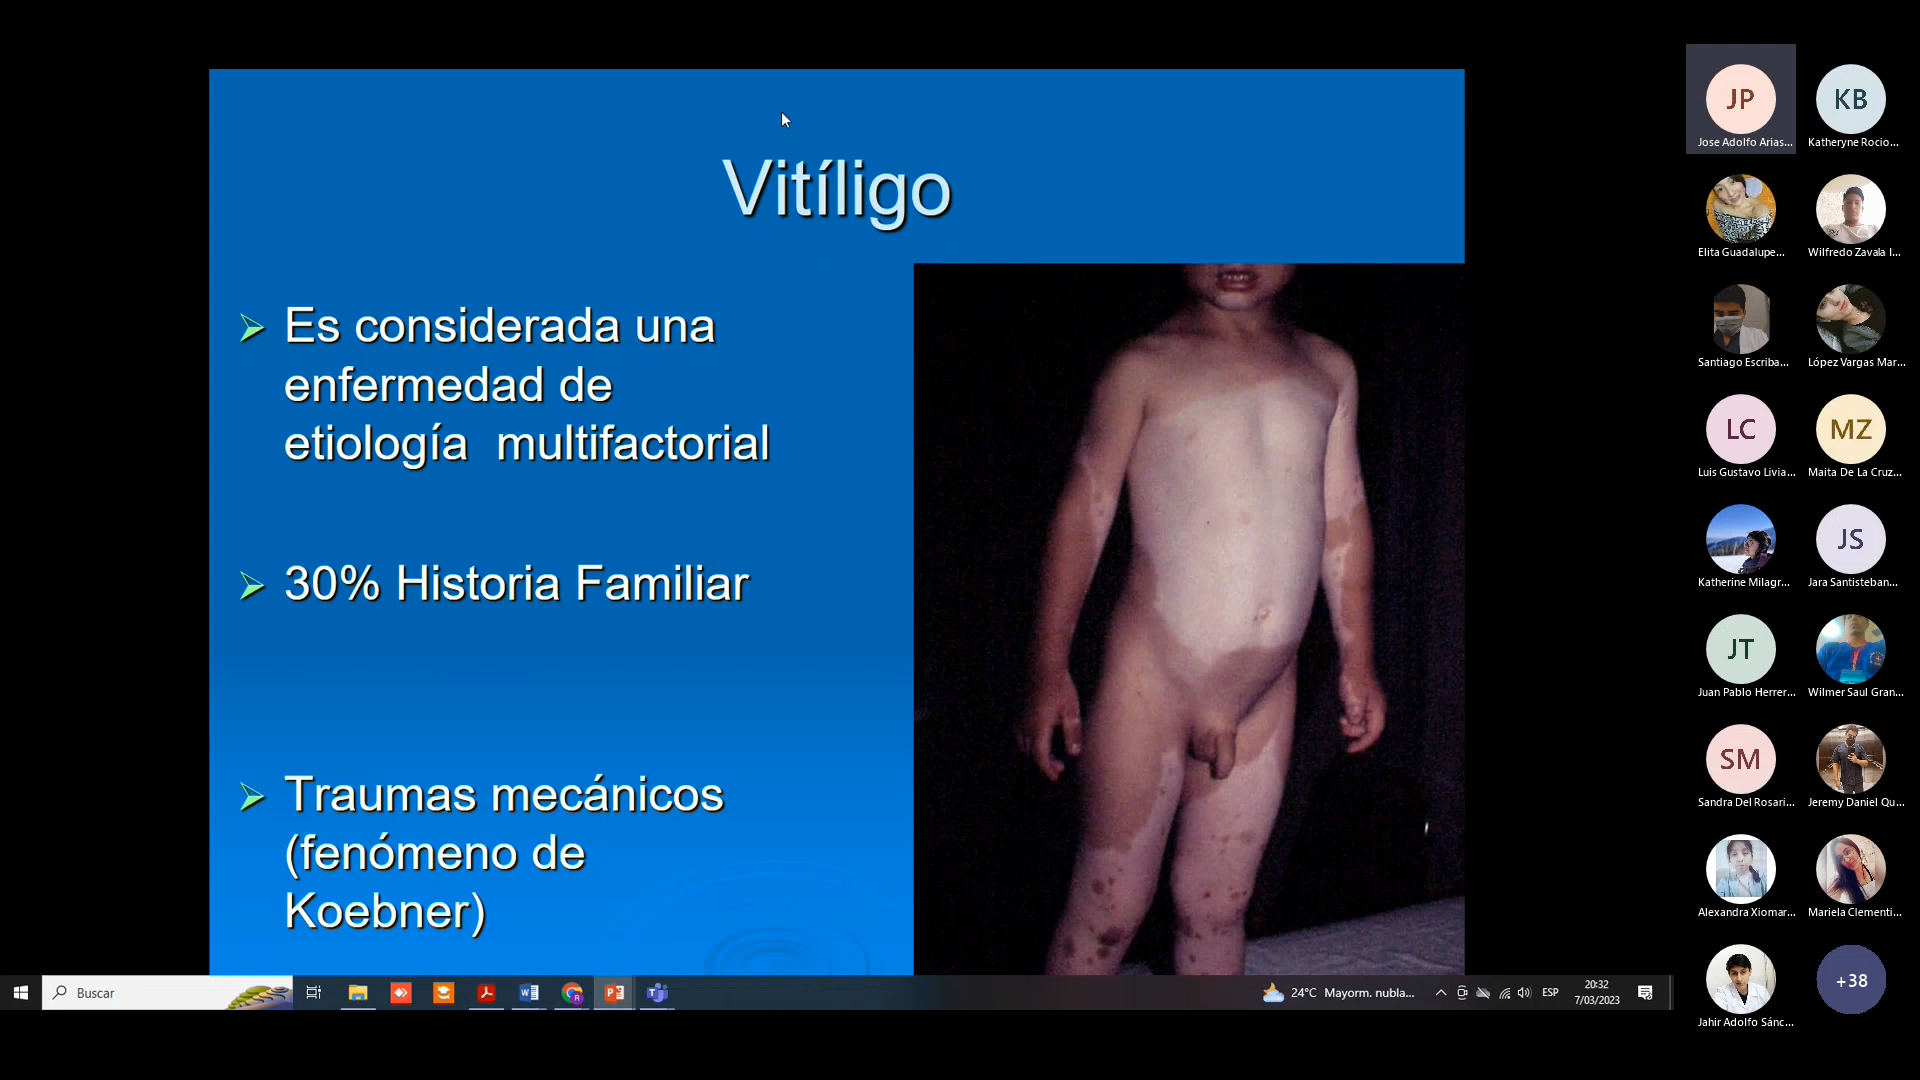 Vitíligo
Es considerada una
enfermedad de
etiología multifactorial
30% Historia Familiar
Traumas mecánicos
(fenómeno de
Koebner)
JP
Jose Adolfo Arias...
KB
Katheryne Rocio...
Elita Guadalupe...
Wilfredo Zavala I...
Santiago Escriba...
López Vargas Mar...
LC
Luis Gustavo Livia...
MZ
Maita De La Cruz...
Katherine Milagr...
JS
Jara Santisteban...
JT
Juan Pablo Herrer...
Wilmer Saul Gran...
SM
Sandra Del Rosari...
Jeremy Daniel Qu...
Alexandra Xiomar...
Mariela Clementi...
Jahir Adolfo Sánc...
+38
Buscar
24°C Mayorm. nubla...
ESP
20:32
7/03/2023